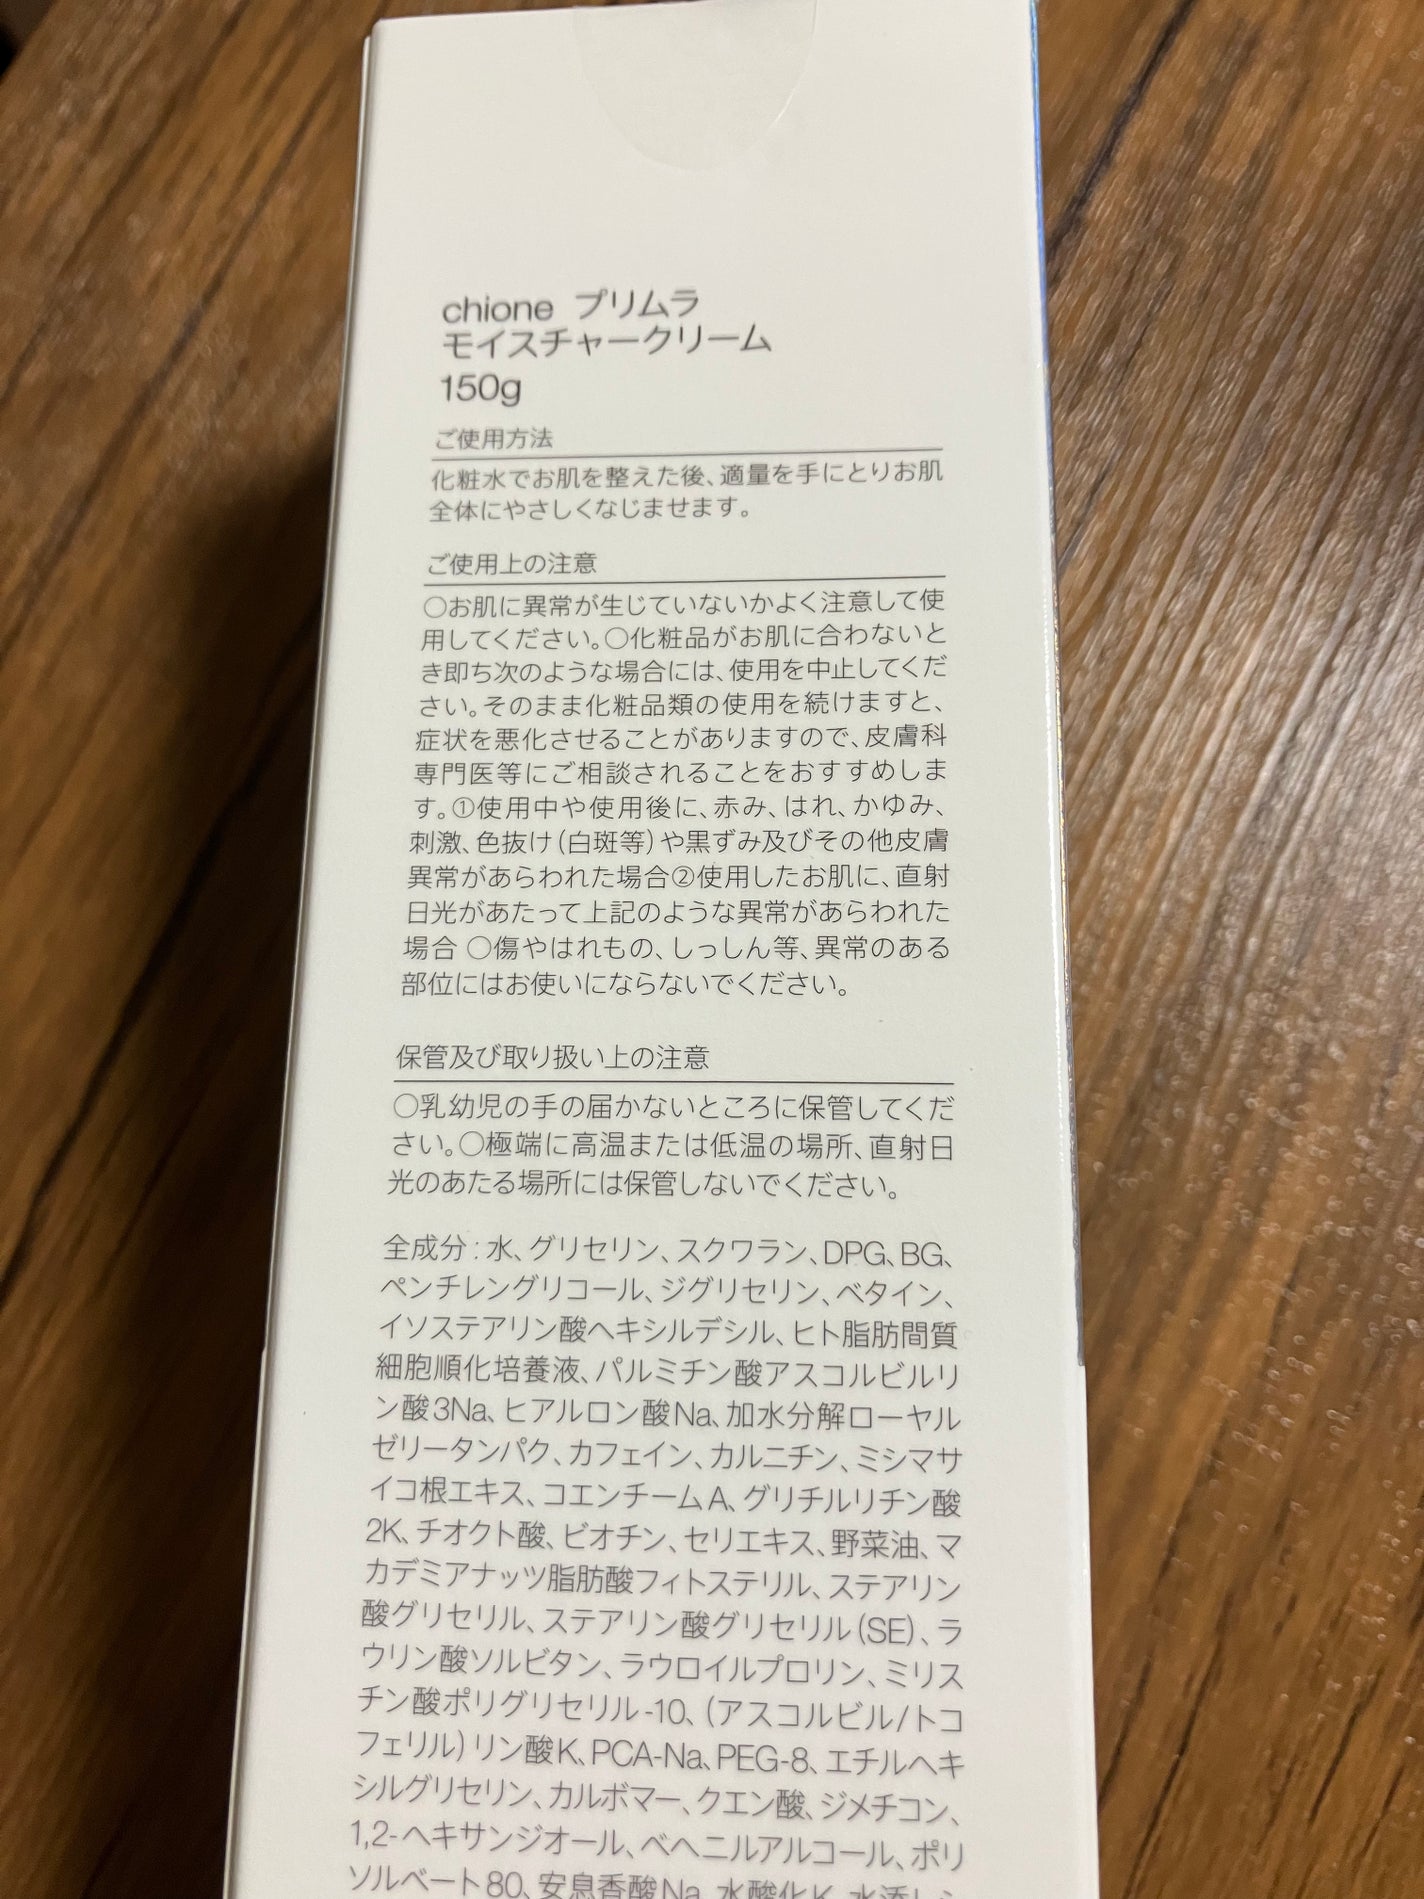 chione プリムラ
モイスチャークリーム
150g
ご使用方法
化粧水でお肌を整えた後、適量を手にとりお肌
全体にやさしくなじませます。
ご使用上の注意
○お肌に異常が生じていないかよく注意して使
用してください。○化粧品がお肌に合わないと
き即ち次のような場合には、使用を中止してくだ
さい。そのまま化粧品類の使用を続けますと、
症状を悪化させることがありますので、皮膚科
専門医等にご相談されることをおすすめしま
す。①使用中や使用後に、赤み、はれ、かゆみ、
刺激、色抜け(白斑等)や黒ずみ及びその他皮膚
異常があらわれた場合②使用したお肌に、直射
日光があたって上記のような異常があらわれた
場合 ○傷やはれもの、しっしん等、異常のある
部位にはお使いにならないでください。
保管及び取り扱い上の注意
○乳幼児の手の届かないところに保管してくだ
さい。○極端に高温または低温の場所、直射日
光のあたる場所には保管しないでください。
全成分:水、グリセリン、スクワラン、DPG、BG、
ペンチレングリコール、ジグリセリン、ベタイン、
イソステアリン酸ヘキシルデシル、ヒト脂肪間質
細胞順化培養液、パルミチン酸アスコルビルリ
ン酸3Na、ヒアルロン酸Na、加水分解ローヤル
ゼリータンパク、カフェイン、カルニチン、ミシマサ
イコ根エキス、コエンチームA、グリチルリチン酸
2K、チオクト酸、ビオチン、セリエキス、野菜油、マ
カデミアナッツ脂肪酸フィトステリル、ステアリン
酸グリセリル、ステアリン酸グリセリル(SE)、ラ
ウリン酸ソルビタン、ラウロイルプロリン、ミリス
チン酸ポリグリセリル-10、(アスコルビル/トコ
フェリル)リン酸K、PCA-Na、PEG-8、エチルヘキ
シルグリセリン、カルボマー、クエン酸、ジメチコン、
1,2-ヘキサンジオール、ベヘニルアルコール、ポリ
ソルベート80、安息香酸Na、水酸化K、水添レシ